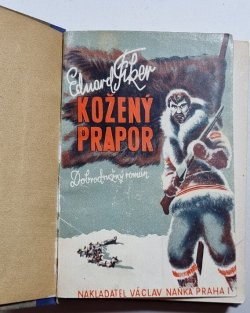 Eduard Fiker
KOŽENÝ
PRAPOR
Dobrodružný román
NAKLADATEL VÁCLAV NAŇKA PRAHA I